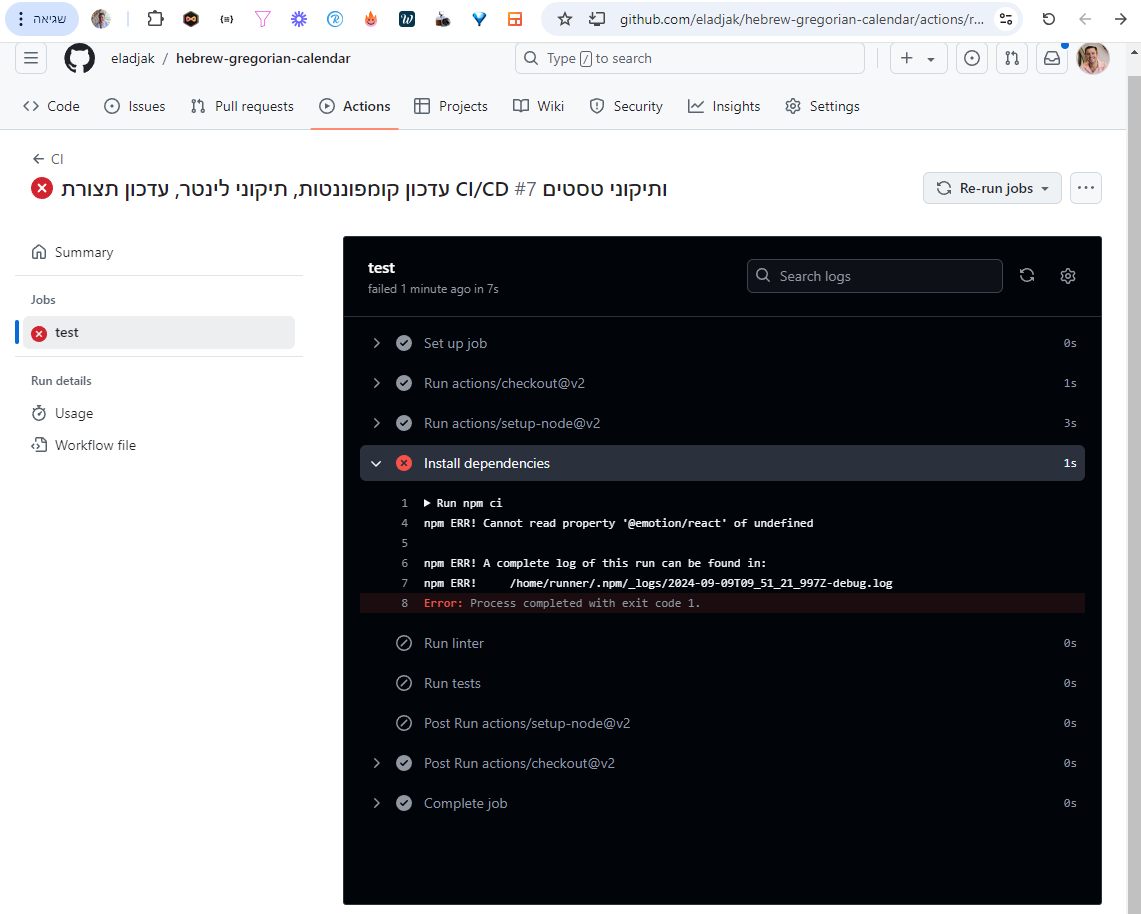 שגיאה
github.com/eladjak/hebrew-gregorian-calendar/actions/r...
eladjak / hebrew-gregorian-calendar
Type / to search
Code
Issues
Pull requests
Actions
Projects
Wiki
Security
Insights
Settings
CI
עדכון קומפוננטות, תיקוני לינטר, עדכון תצורת CI/CD #7 ותיקוני טסטים
Re-run jobs
Summary
Jobs
test
Run details
Usage
Workflow file
test
failed 1 minute ago in 7s
Search logs
Set up job 0s
Run actions/checkout@v2 1s
Run actions/setup-node@v2 3s
Install dependencies 1s
1 Run npm ci
4 npm ERR! Cannot read property '@emotion/react' of undefined
5
6 npm ERR! A complete log of this run can be found in:
7 npm ERR!     /home/runner/.npm/_logs/2024-09-09T09_51_21_997Z-debug.log
8 Error: Process completed with exit code 1.
Run linter 0s
Run tests 0s
Post Run actions/setup-node@v2 0s
Post Run actions/checkout@v2 0s
Complete job 0s